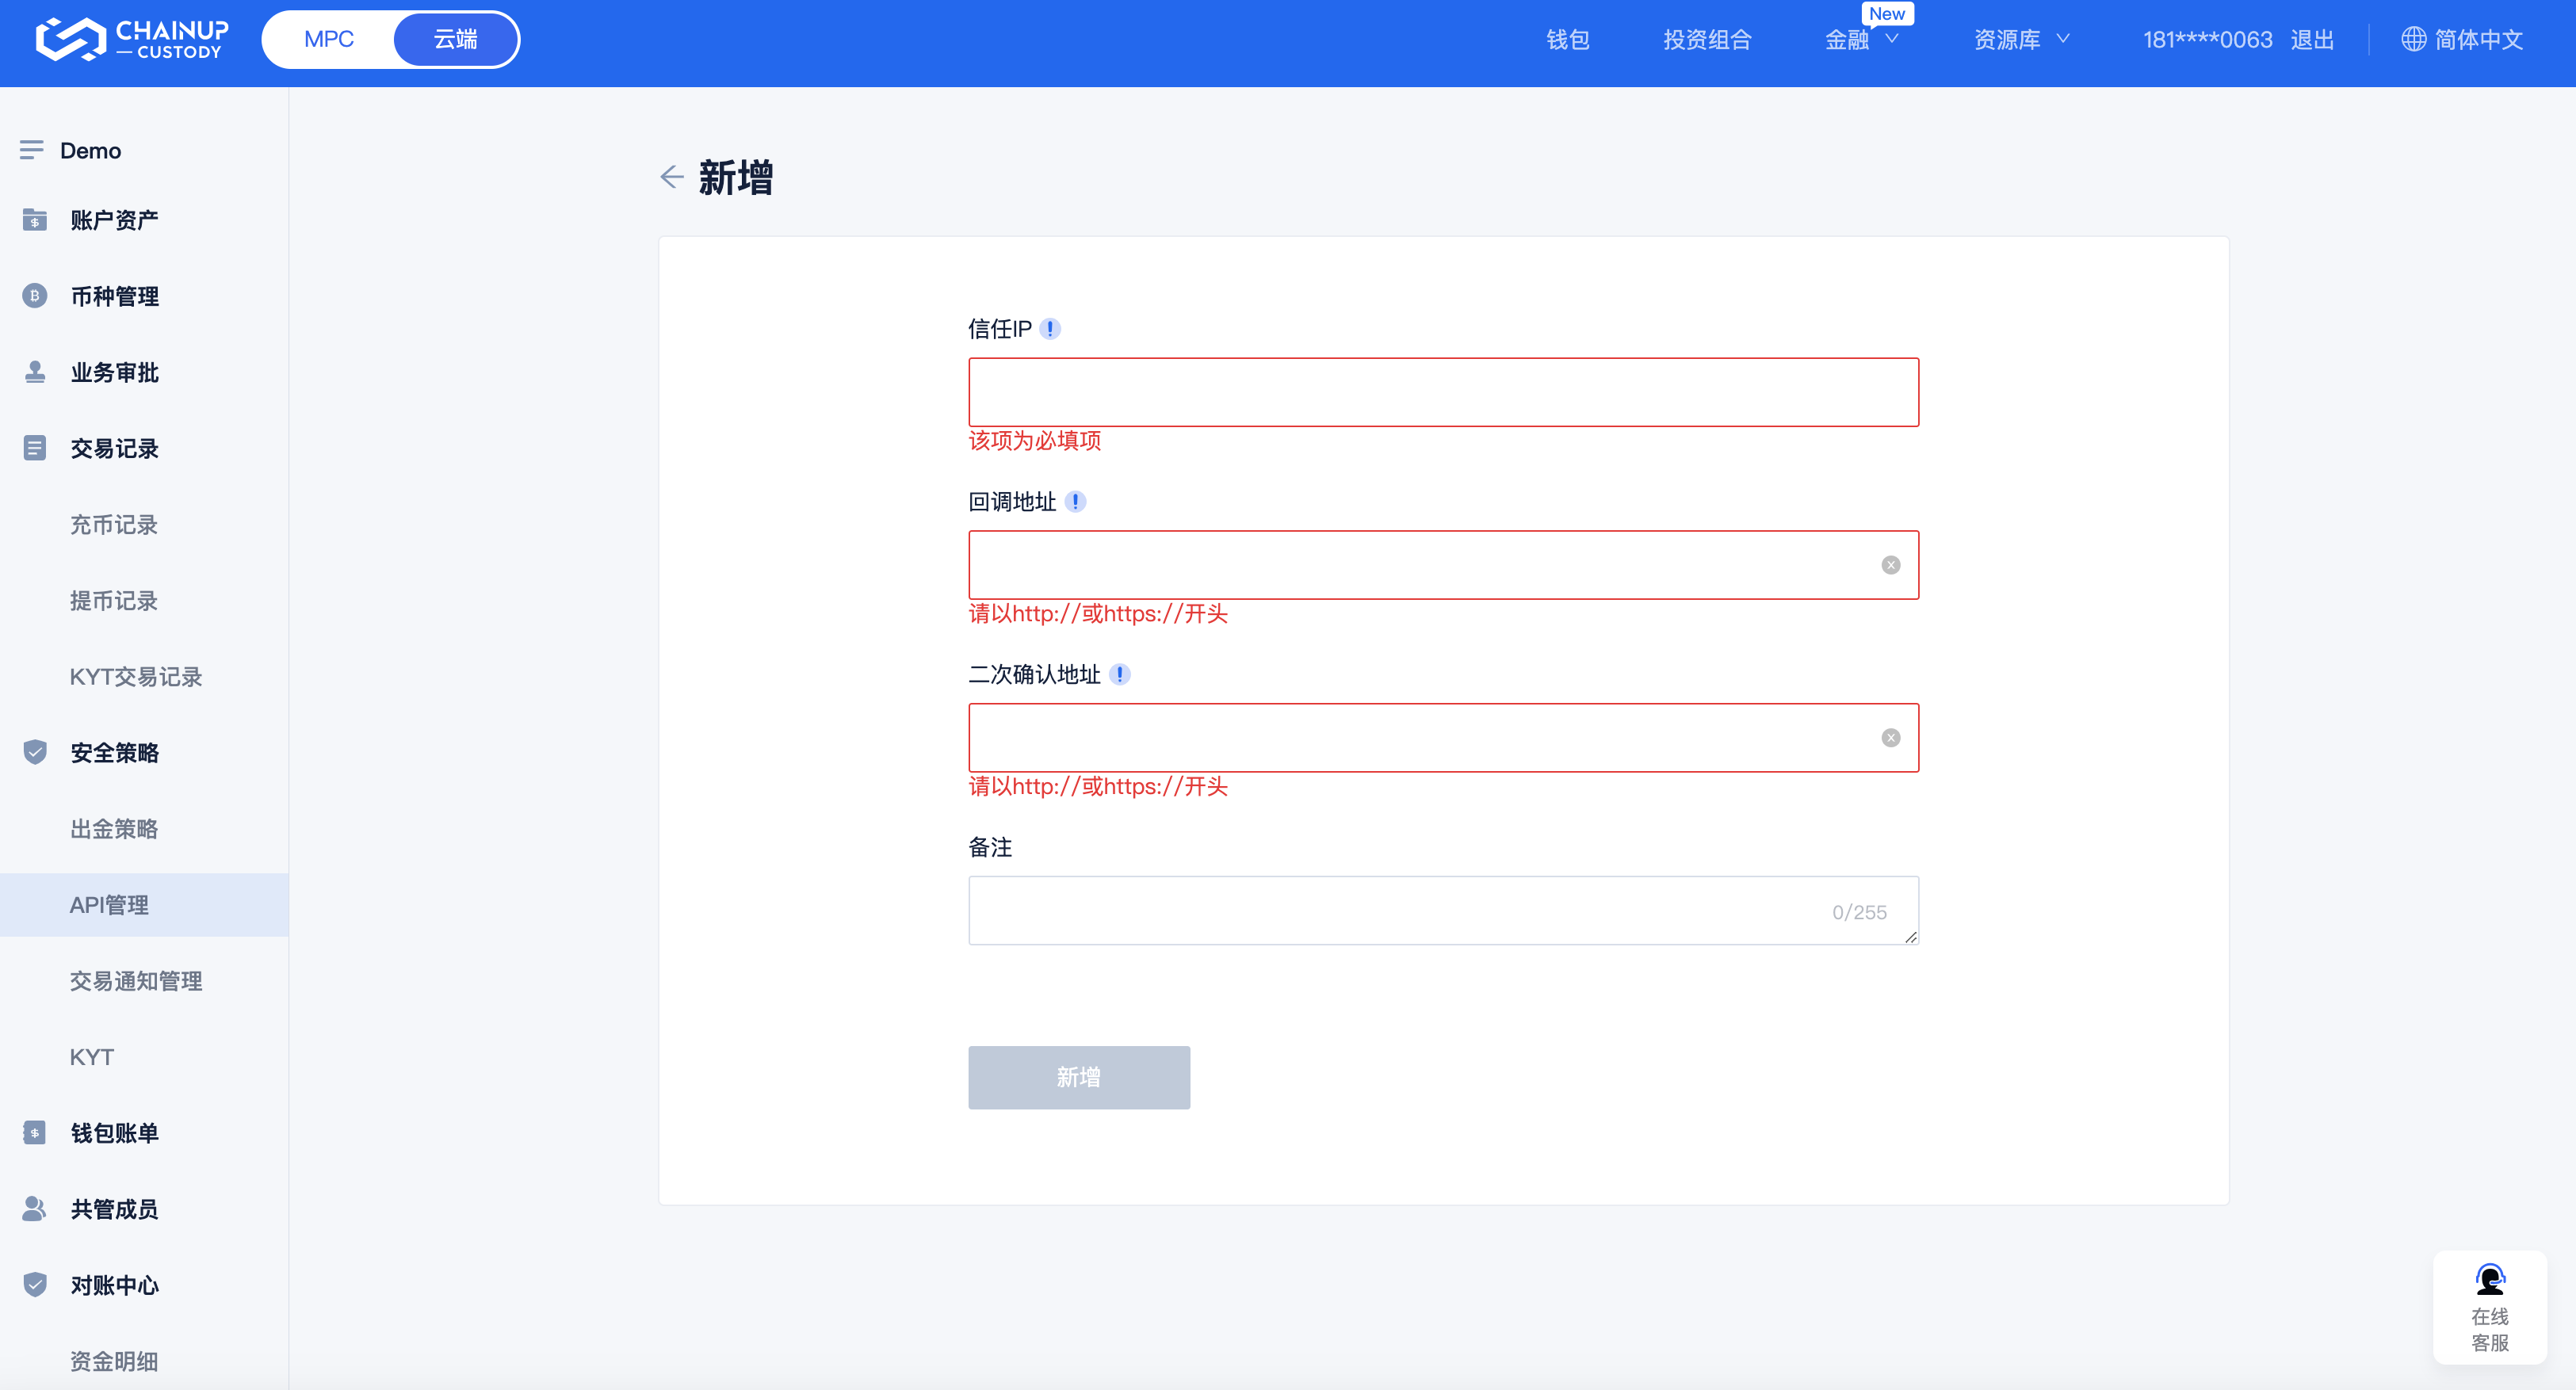 CHAINUP
CUSTODY
MPC
云端
钱包
投资组合
金融
New
资源库
181****0063
退出
简体中文
Demo
账户资产
币种管理
业务审批
交易记录
充币记录
提币记录
KYT交易记录
安全策略
出金策略
API管理
交易通知管理
KYT
钱包账单
共管成员
对账中心
资金明细
新增
信任IP
该项为必填项
回调地址
请以http://或https://开头
二次确认地址
请以http://或https://开头
备注
0/255
新增
在线
客服